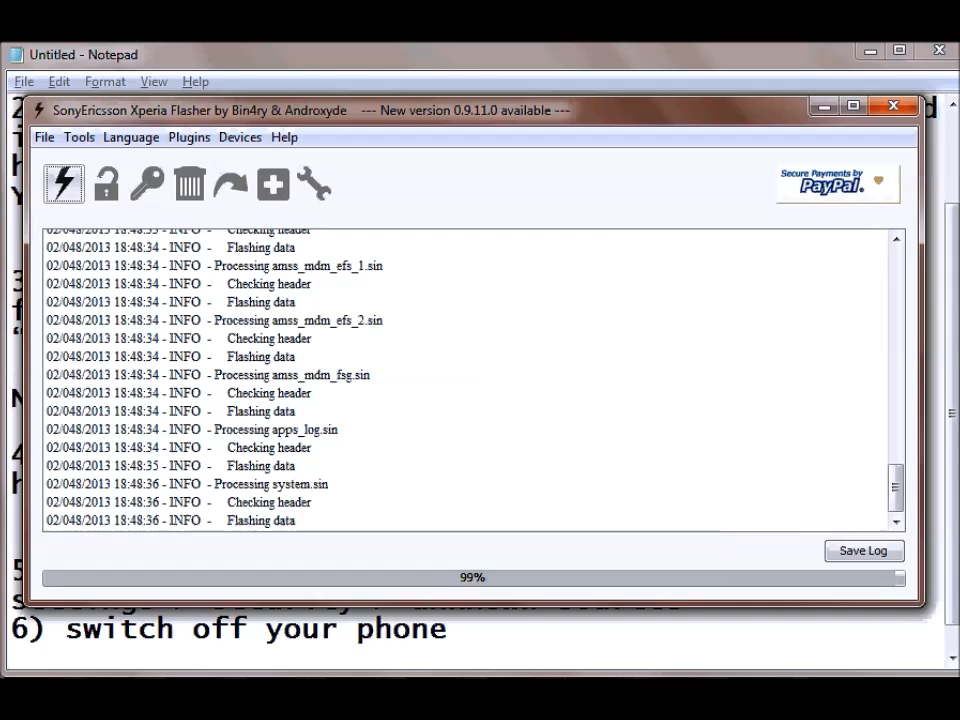 Untitled - Notepad
File Edit Format View Help
SonyEricsson Xperia Flasher by Bin4ry & Androxyde --- New version 0.9.11.0 available ---
File Tools Language Plugins Devices Help
Secure Payments by
PayPal.
02/048/2013 18:48:33 - INFO - Checking header
02/048/2013 18:48:34 - INFO - Flashing data
02/048/2013 18:48:34 - INFO - Processing amss_mdm_efs_1.sin
02/048/2013 18:48:34 - INFO - Checking header
02/048/2013 18:48:34 - INFO - Flashing data
02/048/2013 18:48:34 - INFO - Processing amss_mdm_efs_2.sin
02/048/2013 18:48:34 - INFO - Checking header
02/048/2013 18:48:34 - INFO - Flashing data
02/048/2013 18:48:34 - INFO - Processing amss_mdm_fsg.sin
02/048/2013 18:48:34 - INFO - Checking header
02/048/2013 18:48:34 - INFO - Flashing data
02/048/2013 18:48:34 - INFO - Processing apps_log.sin
02/048/2013 18:48:34 - INFO - Checking header
02/048/2013 18:48:35 - INFO - Flashing data
02/048/2013 18:48:36 - INFO - Processing system.sin
02/048/2013 18:48:36 - INFO - Checking header
02/048/2013 18:48:36 - INFO - Flashing data
Save Log
99%
6) switch off your phone